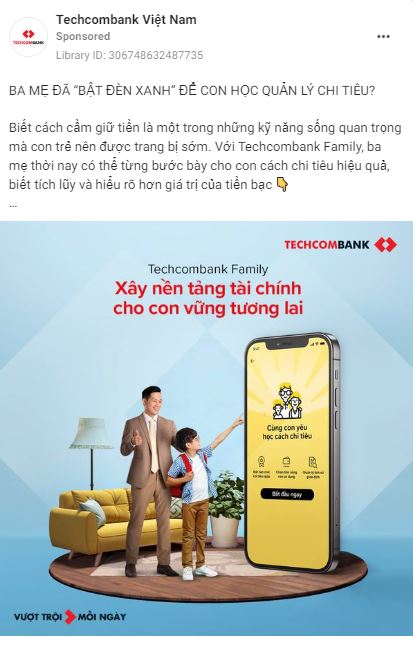 Techcombank Việt Nam
Sponsored
Library ID: 306748632487735
BA MẸ ĐÃ “BẬT ĐÈN XANH” ĐỂ CON HỌC QUẢN LÝ CHI TIÊU?
Biết cách cầm giữ tiền là một trong những kỹ năng sống quan trọng
mà con trẻ nên được trang bị sớm. Với Techcombank Family, ba
mẹ thời nay có thể từng bước bày cho con cách chi tiêu hiệu quả,
biết tích lũy và hiểu rõ hơn giá trị của tiền bạc 👇
...
TECHCOMBANK
TECHCOMBANK
Techcombank Family
Xây nền tảng tài chính
cho con vững tương lai
Cùng con yêu
học cách chi tiêu
Bắt đầu ngay
VƯỢT TRỘI MỖI NGÀY